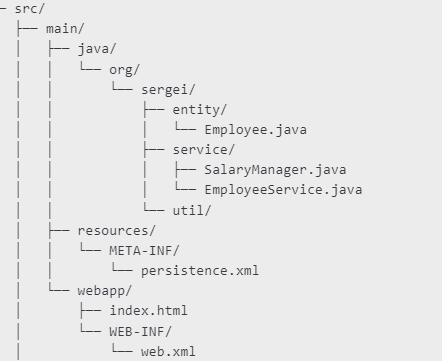 ─ src/
├── main/
│   ├── java/
│   │   └── org/
│   │       └── sergei/
│   │           ├── entity/
│   │           │   └── Employee.java
│   │           ├── service/
│   │           │   ├── SalaryManager.java
│   │           │   └── EmployeeService.java
│   │           └── util/
│   ├── resources/
│   │   └── META-INF/
│   │       └── persistence.xml
│   └── webapp/
│       ├── index.html
│       └── WEB-INF/
│           └── web.xml